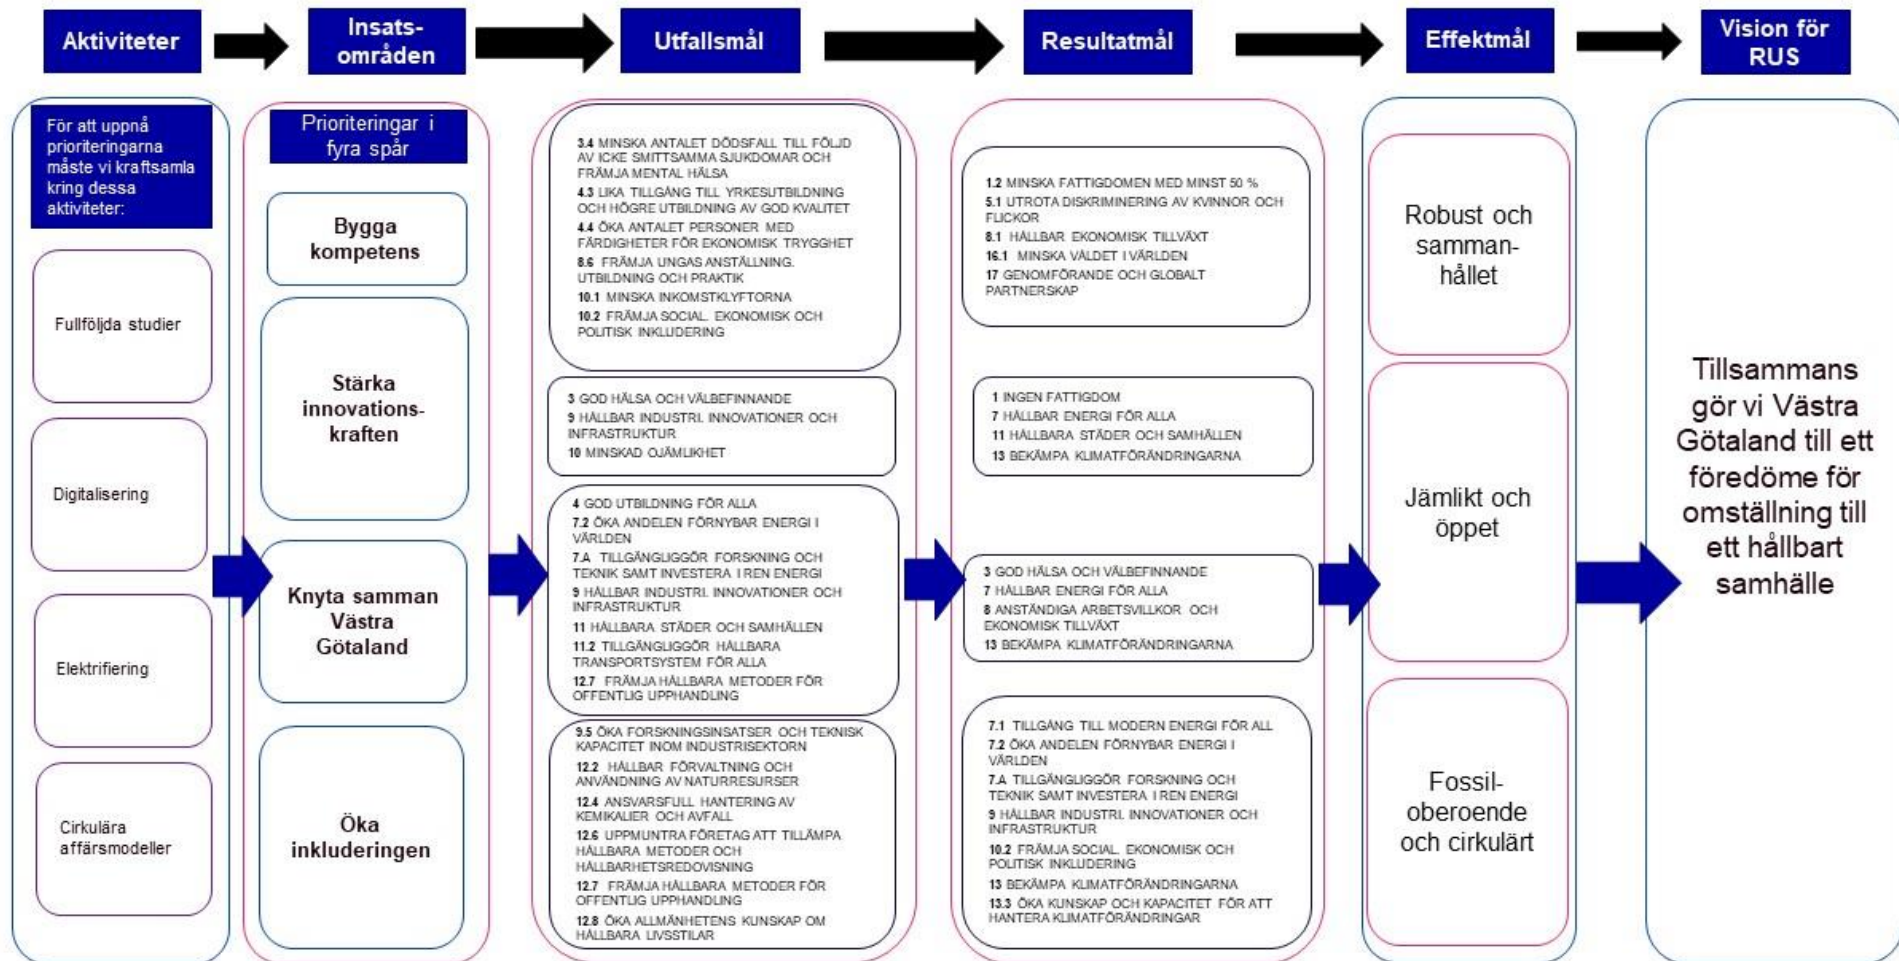 Aktiviteter
Insats-
områden
Utfallsmål
Resultatmål
Effektmål
Vision för
RUS
För att uppnå
prioriteringarna
måste vi kraftsamla
kring dessa
aktiviteter:
Fullföljda studier
Digitalisering
Elektrifiering
Cirkulära
affärsmodeller
Prioriteringar i
fyra spår
Bygga
kompetens
Stärka
innovations-
kraften
Knyta samman
Västra
Götaland
Öka
inkluderingen
3.4 MINSKA ANTALET DÖDSFALL TILL FÖLJD
AV ICKE SMITTSAMMA SJUKDOMAR OCH
FRÄMJA MENTAL HÄLSA
4.3 LIKA TILLGÅNG TILL YRKESUTBILDNING
OCH HÖGRE UTBILDNING AV GOD KVALITET
4.4 ÖKA ANTALET PERSONER MED
FÄRDIGHETER FÖR EKONOMISK TRYGGHET
8.6 FRÄMJA UNGAS ANSTÄLLNING.
UTBILDNING OCH PRAKTIK
10.1 MINSKA INKOMSTKLYFTORNA
10.2 FRÄMJA SOCIAL. EKONOMISK OCH
POLITISK INKLUDERING
3 GOD HÄLSA OCH VÄLBEFINNANDE
9 HÅLLBAR INDUSTRI. INNOVATIONER OCH
INFRASTRUKTUR
10 MINSKAD OJÄMLIKHET
4 GOD UTBILDNING FÖR ALLA
7.2 ÖKA ANDELEN FÖRNYBAR ENERGI I
VÄRLDEN
7.A TILLGÄNGLIGGÖR FORSKNING OCH
TEKNIK SAMT INVESTERA I REN ENERGI
9 HÅLLBAR INDUSTRI. INNOVATIONER OCH
INFRASTRUKTUR
11 HÅLLBARA STÄDER OCH SAMHÄLLEN
11.2 TILLGÄNGLIGGÖR HÅLLBARA
TRANSPORTSYSTEM FÖR ALLA
12.7 FRÄMJA HÅLLBARA METODER FÖR
OFFENTLIG UPPHANDLING
9.5 ÖKA FORSKNINGSINSATSER OCH TEKNISK
KAPACITET INOM INDUSTRISEKTORN
12.2 HÅLLBAR FÖRVALTNING OCH
ANVÄNDNING AV NATURRESURSER
12.4 ANSVARSFULL HANTERING AV
KEMIKALIER OCH AVFALL
12.6 UPPMUNTRA FÖRETAG ATT TILLÄMPA
HÅLLBARA METODER OCH
HÅLLBARHETSREDOVISNING
12.7 FRÄMJA HÅLLBARA METODER FÖR
OFFENTLIG UPPHANDLING
12.8 ÖKA ALLMÄNHETENS KUNSKAP OM
HÅLLBARA LIVSSTILAR
1.2 MINSKA FATTIGDOMEN MED MINST 50 %
5.1 UTROTA DISKRIMINERING AV KVINNOR OCH
FLICKOR
8.1 HÅLLBAR EKONOMISK TILLVÄXT
16.1 MINSKA VÅLDET I VÄRLDEN
17 GENOMFÖRANDE OCH GLOBALT
PARTNERSKAP
1 INGEN FATTIGDOM
7 HÅLLBAR ENERGI FÖR ALLA
11 HÅLLBARA STÄDER OCH SAMHÄLLEN
13 BEKÄMPA KLIMATFÖRÄNDRINGARNA
3 GOD HÄLSA OCH VÄLBEFINNANDE
7 HÅLLBAR ENERGI FÖR ALLA
8 ANSTÄNDIGA ARBETSVILLKOR OCH
EKONOMISK TILLVÄXT
13 BEKÄMPA KLIMATFÖRÄNDRINGARNA
7.1 TILLGÅNG TILL MODERN ENERGI FÖR ALL
7.2 ÖKA ANDELEN FÖRNYBAR ENERGI I
VÄRLDEN
7.A TILLGÄNGLIGGÖR FORSKNING OCH
TEKNIK SAMT INVESTERA I REN ENERGI
9 HÅLLBAR INDUSTRI. INNOVATIONER OCH
INFRASTRUKTUR
10.2 FRÄMJA SOCIAL. EKONOMISK OCH
POLITISK INKLUDERING
13 BEKÄMPA KLIMATFÖRÄNDRINGARNA
13.3 ÖKA KUNSKAP OCH KAPACITET FÖR ATT
HANTERA KLIMATFÖRÄNDRINGAR
Robust och
samman-
hållet
Jämlikt och
öppet
Fossil-
oberoende
och cirkulärt
Tillsammans
gör vi Västra
Götaland till ett
föredöme för
omställning till
ett hållbart
samhälle